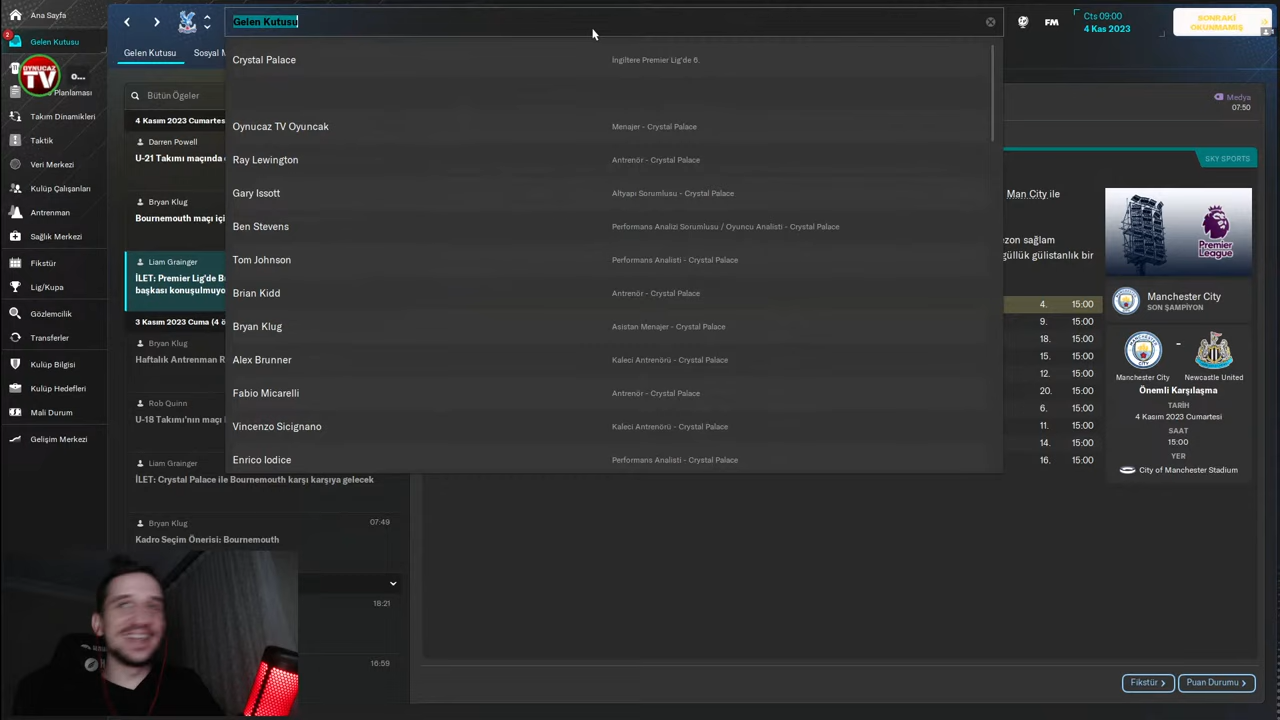 Ana Sayfa
2
Gelen Kutusu
OYNUCAZ
TV
o...
Planlaması
Takım Dinamikleri
Taktik
Veri Merkezi
Kulüp Çalışanları
Antrenman
Sağlık Merkezi
Fikstür
Lig/Kupa
Gözlemcilik
Transferler
Kulüp Bilgisi
Kulüp Hedefleri
Mali Durum
Gelişim Merkezi
Gelen Kutusu
FM
Cts 09:00
4 Kas 2023
SONRAKİ
OKUNMAMIŞ
Gelen Kutusu
Sosyal M
Bütün Ögeler
4 Kasım 2023 Cumartes
Darren Powell
U-21 Takımı maçında
Bryan Klug
Bournemouth maçı içi
Liam Grainger
İLET: Premier Lig'de B
başkası konuşulmuyo
3 Kasım 2023 Cuma (4 ö
Bryan Klug
Haftalık Antrenman R
Rob Quinn
U-18 Takımı'nın maçı
Liam Grainger
İLET: Crystal Palace ile Bournemouth karşı karşıya gelecek
Bryan Klug
07:49
Kadro Seçim Önerisi: Bournemouth
18:21
16:59
Crystal Palace
İngiltere Premier Lig'de 6.
Oynucaz TV Oyuncak
Menajer - Crystal Palace
Ray Lewington
Antrenör - Crystal Palace
Gary Issott
Altyapı Sorumlusu - Crystal Palace
Ben Stevens
Performans Analizi Sorumlusu / Oyuncu Analisti - Crystal Palace
Tom Johnson
Performans Analisti - Crystal Palace
Brian Kidd
Antrenör - Crystal Palace
Bryan Klug
Asistan Menajer - Crystal Palace
Alex Brunner
Kaleci Antrenörü - Crystal Palace
Fabio Micarelli
Antrenör - Crystal Palace
Vincenzo Sicignano
Kaleci Antrenörü - Crystal Palace
Enrico Iodice
Performans Analisti - Crystal Palace
Medya
07:50
SKY SPORTS
Man City ile
ezon sağlam
güllük gülistanlık bir
4. 15:00
9. 15:00
18. 15:00
15. 15:00
12. 15:00
20. 15:00
6. 15:00
11. 15:00
14. 15:00
16. 15:00
Premier
League
Manchester City
SON ŞAMPİYON
-
Manchester City
Newcastle United
Önemli Karşılaşma
TARİH
4 Kasım 2023 Cumartesi
SAAT
15:00
YER
City of Manchester Stadium
Fikstür
Puan Durumu